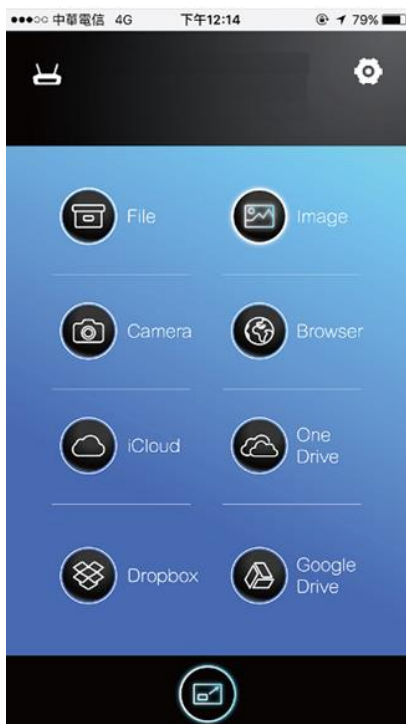 中華電信 4G 下午12:14 79%
File Image
Camera Browser
iCloud One
Drive
Dropbox Google
Drive